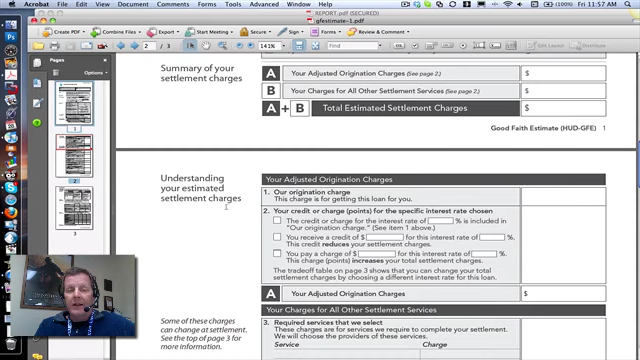 Acrobat File Edit View Document Comments Forms Tools Advanced Window Help
(100%) Fri 11:57 AM
REPORT.pdf (SECURED)
gfestimate-1.pdf
Create PDF Combine Files Export Start Meeting Secure Sign Forms Review & Comment
2 / 3 141% Find
Pages
Options
1
2
3
Summary of your
settlement charges
A Your Adjusted Origination Charges (See page 2.) $
B Your Charges for All Other Settlement Services (See page 2.) $
A + B Total Estimated Settlement Charges $
Good Faith Estimate (HUD-GFE) 1
Understanding
your estimated
settlement charges
Your Adjusted Origination Charges
1. Our origination charge
This charge is for getting this loan for you.
2. Your credit or charge (points) for the specific interest rate chosen
The credit or charge for the interest rate of % is included in
"Our origination charge." (See item 1 above.)
You receive a credit of $ for this interest rate of %.
This credit reduces your settlement charges.
You pay a charge of $ for this interest rate of %.
This charge (points) increases your total settlement charges.
The tradeoff table on page 3 shows that you can change your total
settlement charges by choosing a different interest rate for this loan.
A Your Adjusted Origination Charges $
Your Charges for All Other Settlement Services
Some of these charges
can change at settlement.
See the top of page 3 for
more information.
3. Required services that we select
These charges are for services we require to complete your settlement.
We will choose the providers of these services.
Service Charge